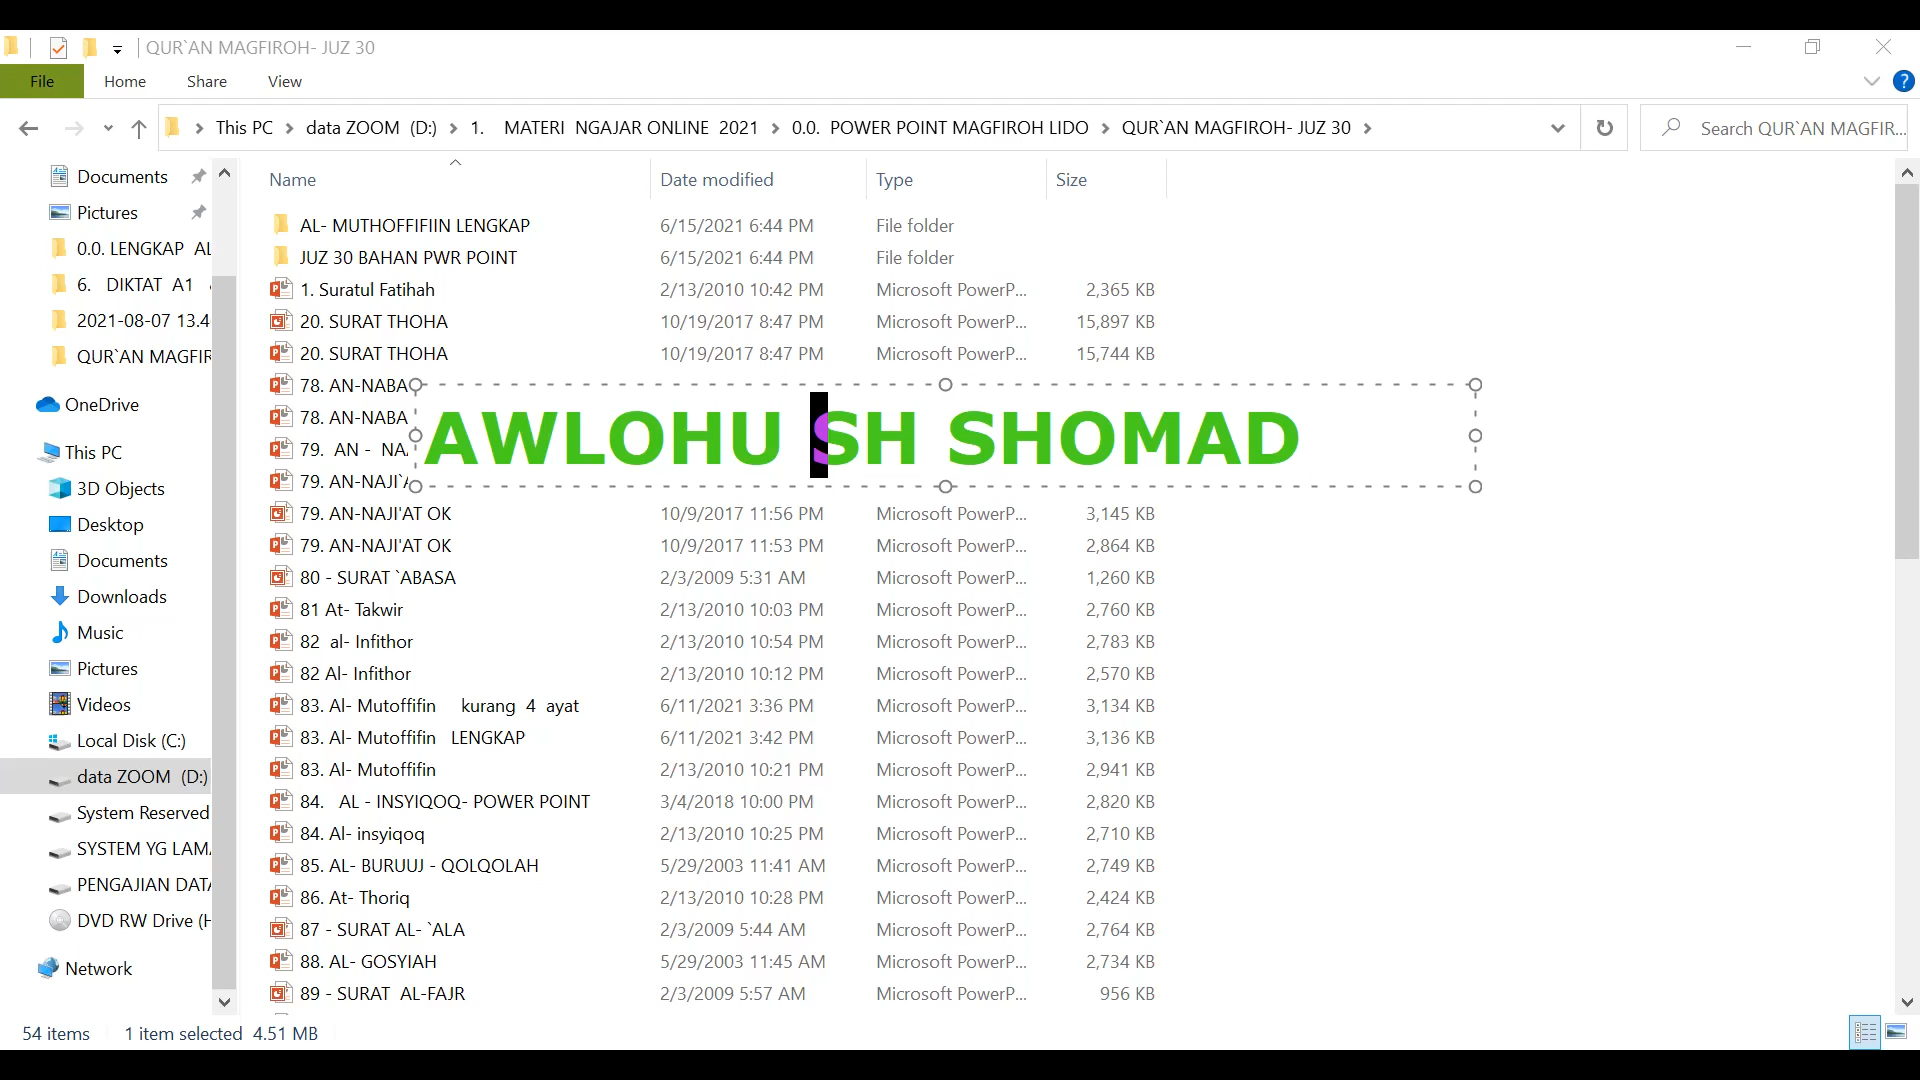 QUR`AN MAGFIROH- JUZ 30
File Home Share View
This PC data ZOOM (D:) 1. MATERI NGAJAR ONLINE 2021 0.0. POWER POINT MAGFIROH LIDO QUR`AN MAGFIROH- JUZ 30 Search QUR`AN MAGFIR...
Documents
Pictures
0.0. LENGKAP AL
6. DIKTAT A1
2021-08-07 13.4
QUR`AN MAGFIR
OneDrive
This PC
3D Objects
Desktop
Documents
Downloads
Music
Pictures
Videos
Local Disk (C:)
data ZOOM (D:)
System Reserved
SYSTEM YG LAMA
PENGAJIAN DATA
DVD RW Drive (H
Network
Name Date modified Type Size
AL- MUTHOFFIFIIN LENGKAP 6/15/2021 6:44 PM File folder
JUZ 30 BAHAN PWR POINT 6/15/2021 6:44 PM File folder
1. Suratul Fatihah 2/13/2010 10:42 PM Microsoft PowerP... 2,365 KB
20. SURAT THOHA 10/19/2017 8:47 PM Microsoft PowerP... 15,897 KB
20. SURAT THOHA 10/19/2017 8:47 PM Microsoft PowerP... 15,744 KB
78. AN-NABA
78. AN-NABA
79. AN - NA
79. AN-NAJI`A
AWLOHU SH SHOMAD
79. AN-NAJI'AT OK 10/9/2017 11:56 PM Microsoft PowerP... 3,145 KB
79. AN-NAJI'AT OK 10/9/2017 11:53 PM Microsoft PowerP... 2,864 KB
80 - SURAT `ABASA 2/3/2009 5:31 AM Microsoft PowerP... 1,260 KB
81 At- Takwir 2/13/2010 10:03 PM Microsoft PowerP... 2,760 KB
82 al- Infithor 2/13/2010 10:54 PM Microsoft PowerP... 2,783 KB
82 Al- Infithor 2/13/2010 10:12 PM Microsoft PowerP... 2,570 KB
83. Al- Mutoffifin kurang 4 ayat 6/11/2021 3:36 PM Microsoft PowerP... 3,134 KB
83. Al- Mutoffifin LENGKAP 6/11/2021 3:42 PM Microsoft PowerP... 3,136 KB
83. Al- Mutoffifin 2/13/2010 10:21 PM Microsoft PowerP... 2,941 KB
84. AL - INSYIQOQ- POWER POINT 3/4/2018 10:00 PM Microsoft PowerP... 2,820 KB
84. Al- insyiqoq 2/13/2010 10:25 PM Microsoft PowerP... 2,710 KB
85. AL- BURUUJ - QOLQOLAH 5/29/2003 11:41 AM Microsoft PowerP... 2,749 KB
86. At- Thoriq 2/13/2010 10:28 PM Microsoft PowerP... 2,424 KB
87 - SURAT AL- `ALA 2/3/2009 5:44 AM Microsoft PowerP... 2,764 KB
88. AL- GOSYIAH 5/29/2003 11:45 AM Microsoft PowerP... 2,734 KB
89 - SURAT AL-FAJR 2/3/2009 5:57 AM Microsoft PowerP... 956 KB
54 items 1 item selected 4.51 MB